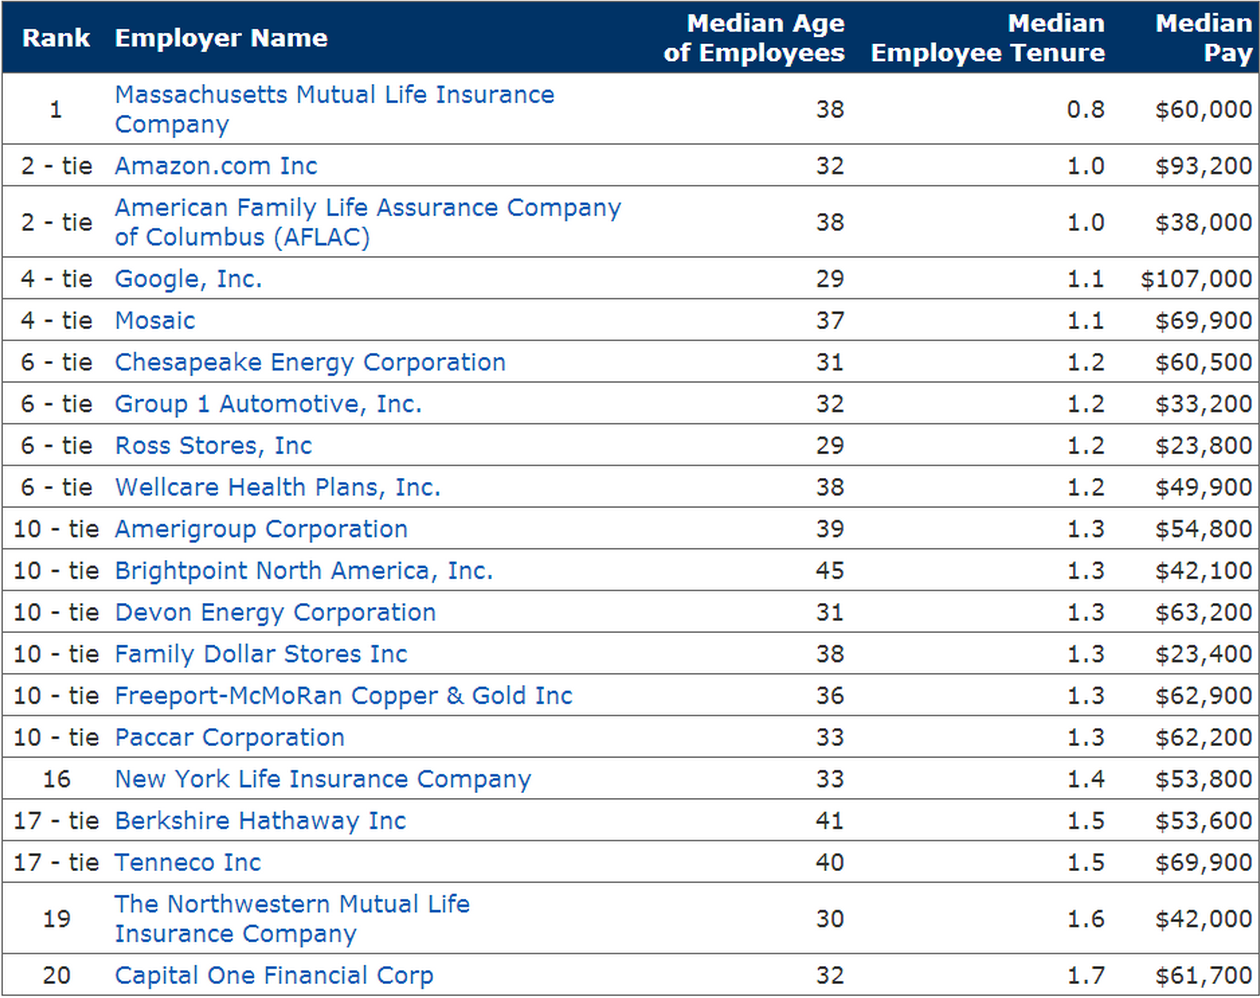 Rank Employer Name Median Age of Employees Median Employee Tenure Median Pay
1 Massachusetts Mutual Life Insurance Company 38 0.8 $60,000
2 - tie Amazon.com Inc 32 1.0 $93,200
2 - tie American Family Life Assurance Company of Columbus (AFLAC) 38 1.0 $38,000
4 - tie Google, Inc. 29 1.1 $107,000
4 - tie Mosaic 37 1.1 $69,900
6 - tie Chesapeake Energy Corporation 31 1.2 $60,500
6 - tie Group 1 Automotive, Inc. 32 1.2 $33,200
6 - tie Ross Stores, Inc 29 1.2 $23,800
6 - tie Wellcare Health Plans, Inc. 38 1.2 $49,900
10 - tie Amerigroup Corporation 39 1.3 $54,800
10 - tie Brightpoint North America, Inc. 45 1.3 $42,100
10 - tie Devon Energy Corporation 31 1.3 $63,200
10 - tie Family Dollar Stores Inc 38 1.3 $23,400
10 - tie Freeport-McMoRan Copper & Gold Inc 36 1.3 $62,900
10 - tie Paccar Corporation 33 1.3 $62,200
16 New York Life Insurance Company 33 1.4 $53,800
17 - tie Berkshire Hathaway Inc 41 1.5 $53,600
17 - tie Tenneco Inc 40 1.5 $69,900
19 The Northwestern Mutual Life Insurance Company 30 1.6 $42,000
20 Capital One Financial Corp 32 1.7 $61,700